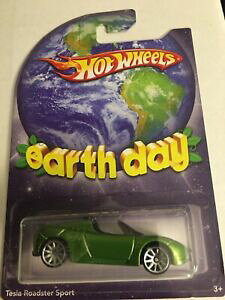 Hot Wheels
earth day
Tesla Roadster Sport
3+